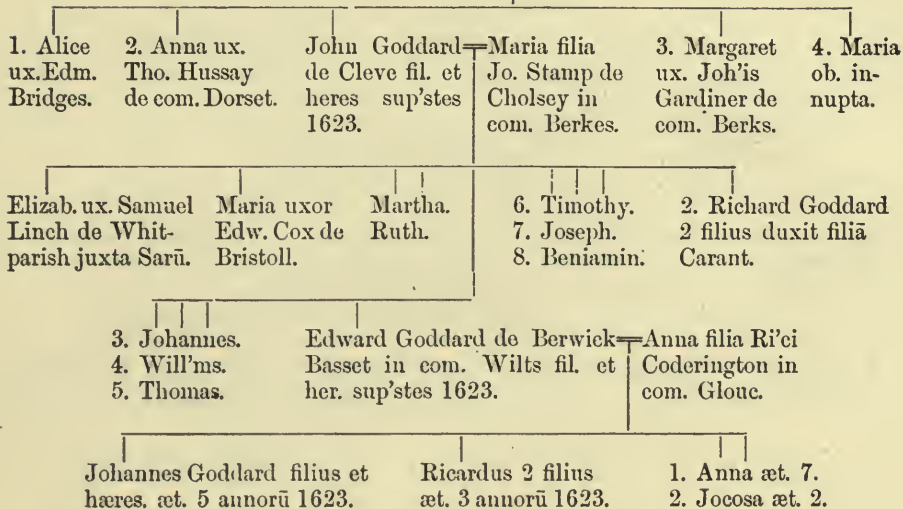 1. Alice
ux. Edm.
Bridges.
2. Anna ux.
Tho. Hussay
de com. Dorset.
John Goddard
de Cleve fil. et
heres sup'stes
1623.
Maria filia
Jo. Stamp de
Cholsey in
com. Berkes.
3. Margaret
ux. Joh'is
Gardiner de
com. Berks.
4. Maria
ob. in-
nupta.
Elizab. ux. Samuel
Linch de Whit-
parish juxta Sarū.
Maria uxor
Edw. Cox de
Bristoll.
Martha.
Ruth.
6. Timothy.
7. Joseph.
8. Beniamin.
2. Richard Goddard
2 filius duxit filiā
Carant.
3. Johannes.
4. Will'ms.
5. Thomas.
Edward Goddard de Berwick
Basset in com. Wilts fil. et
her. sup'stes 1623.
Anna filia Ri'ci
Coderington in
com. Glouc.
Johannes Goddard filius et
hæres, æt. 5 annorū 1623.
Ricardus 2 filius
æt. 3 annorū 1623.
1. Anna æt. 7.
2. Jocosa æt. 2.